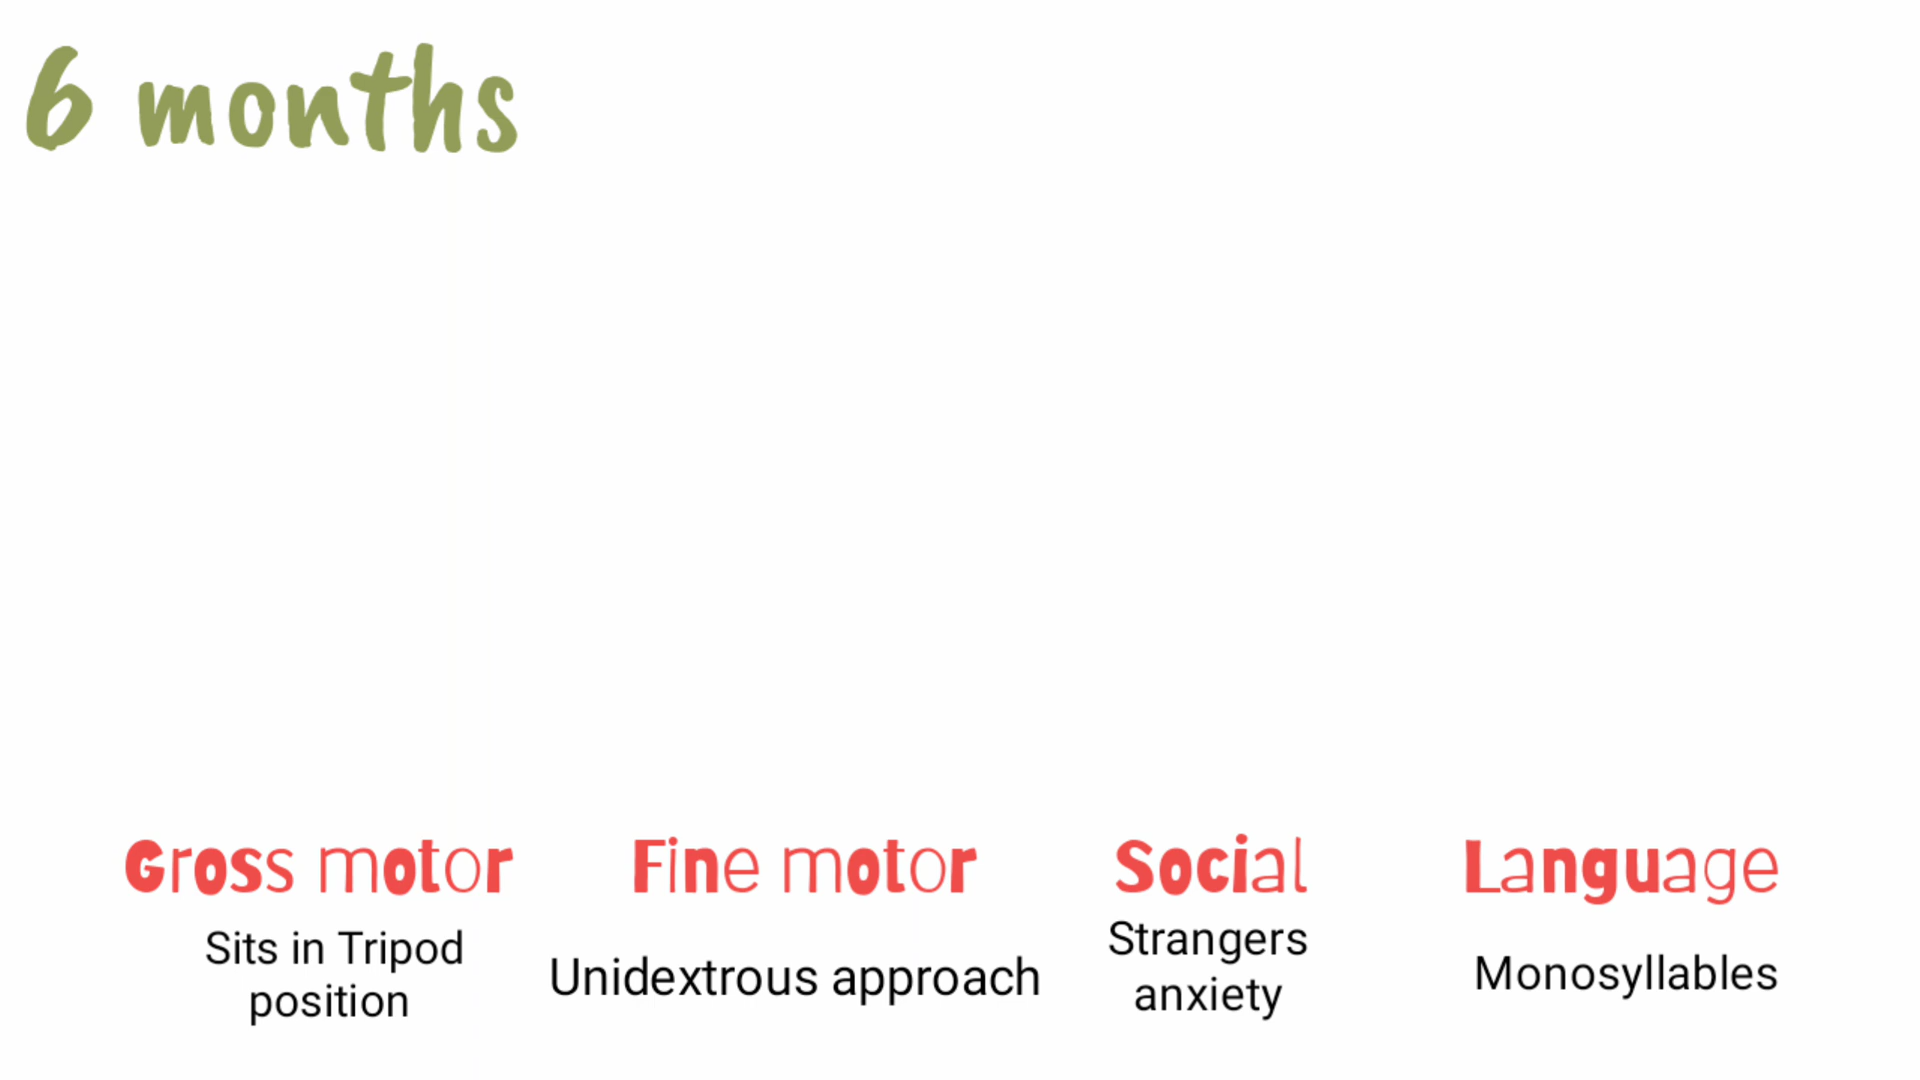 6 months
Gross motor
Sits in Tripod
position
Fine motor
Unidextrous approach
Social
Strangers
anxiety
Language
Monosyllables